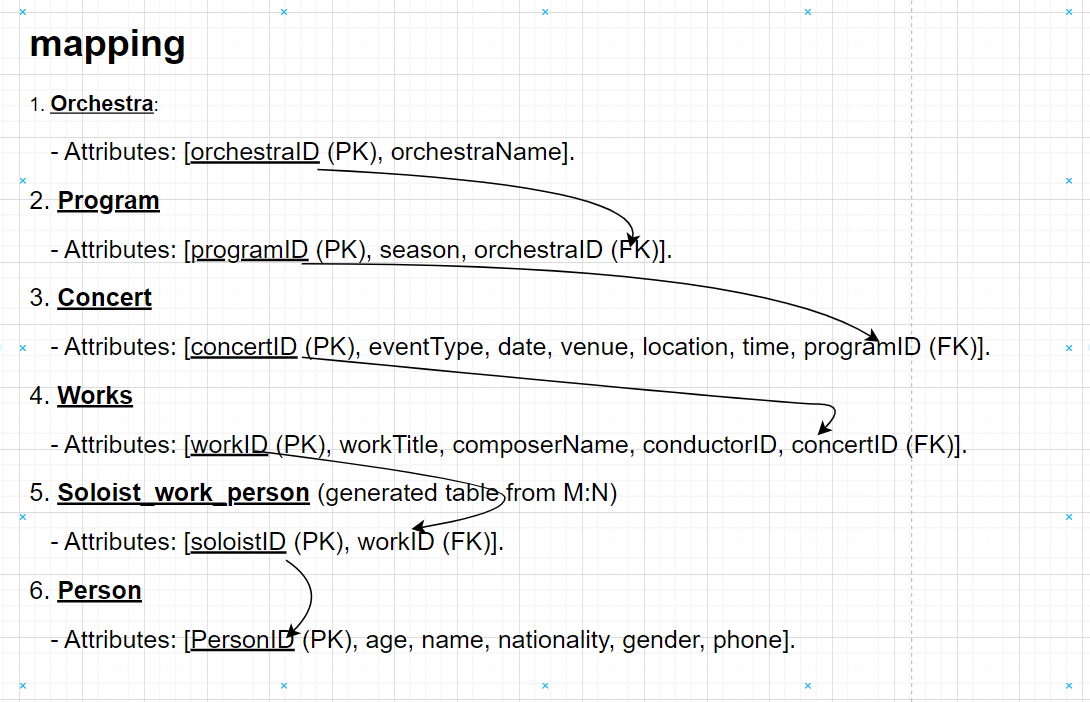 mapping
1. Orchestra:
- Attributes: [orchestraID (PK), orchestraName].
2. Program
- Attributes: [programID (PK), season, orchestraID (FK)].
3. Concert
- Attributes: [concertID (PK), eventType, date, venue, location, time, programID (FK)].
4. Works
- Attributes: [workID (PK), workTitle, composerName, conductorID, concertID (FK)].
5. Soloist_work_person (generated table from M:N)
- Attributes: [soloistID (PK), workID (FK)].
6. Person
- Attributes: [PersonID (PK), age, name, nationality, gender, phone].